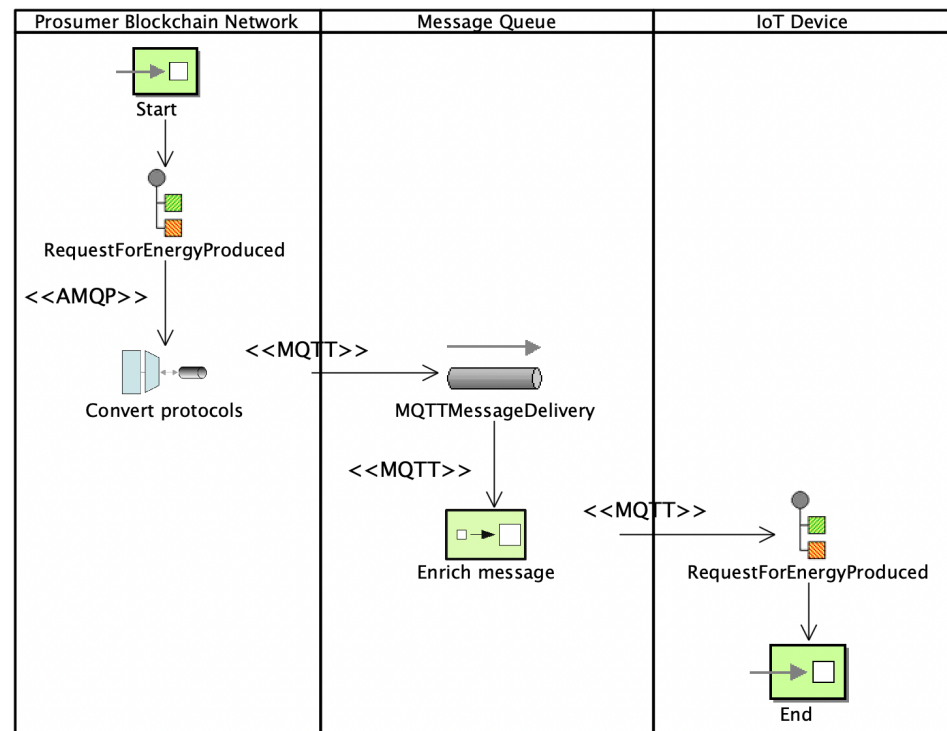 Prosumer Blockchain Network
Message Queue
IoT Device
Start
RequestForEnergyProduced
<<AMQP>>
<<MQTT>>
Convert protocols
MQTTMessageDelivery
<<MQTT>>
<<MQTT>>
Enrich message
RequestForEnergyProduced
End